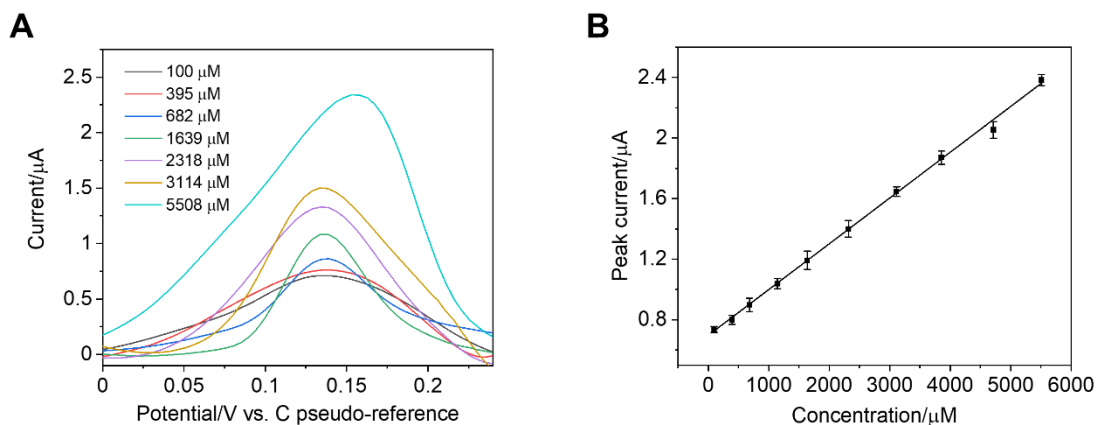 A
Current/μA
2.5
2
1.5
1
0.5
0
100 μM
395 μM
682 μM
1639 μM
2318 μM
3114 μM
5508 μM
0 0.05 0.1 0.15 0.2
Potential/V vs. C pseudo-reference
B
Peak current/μA
2.4
2
1.6
1.2
0.8
0 1000 2000 3000 4000 5000 6000
Concentration/μM